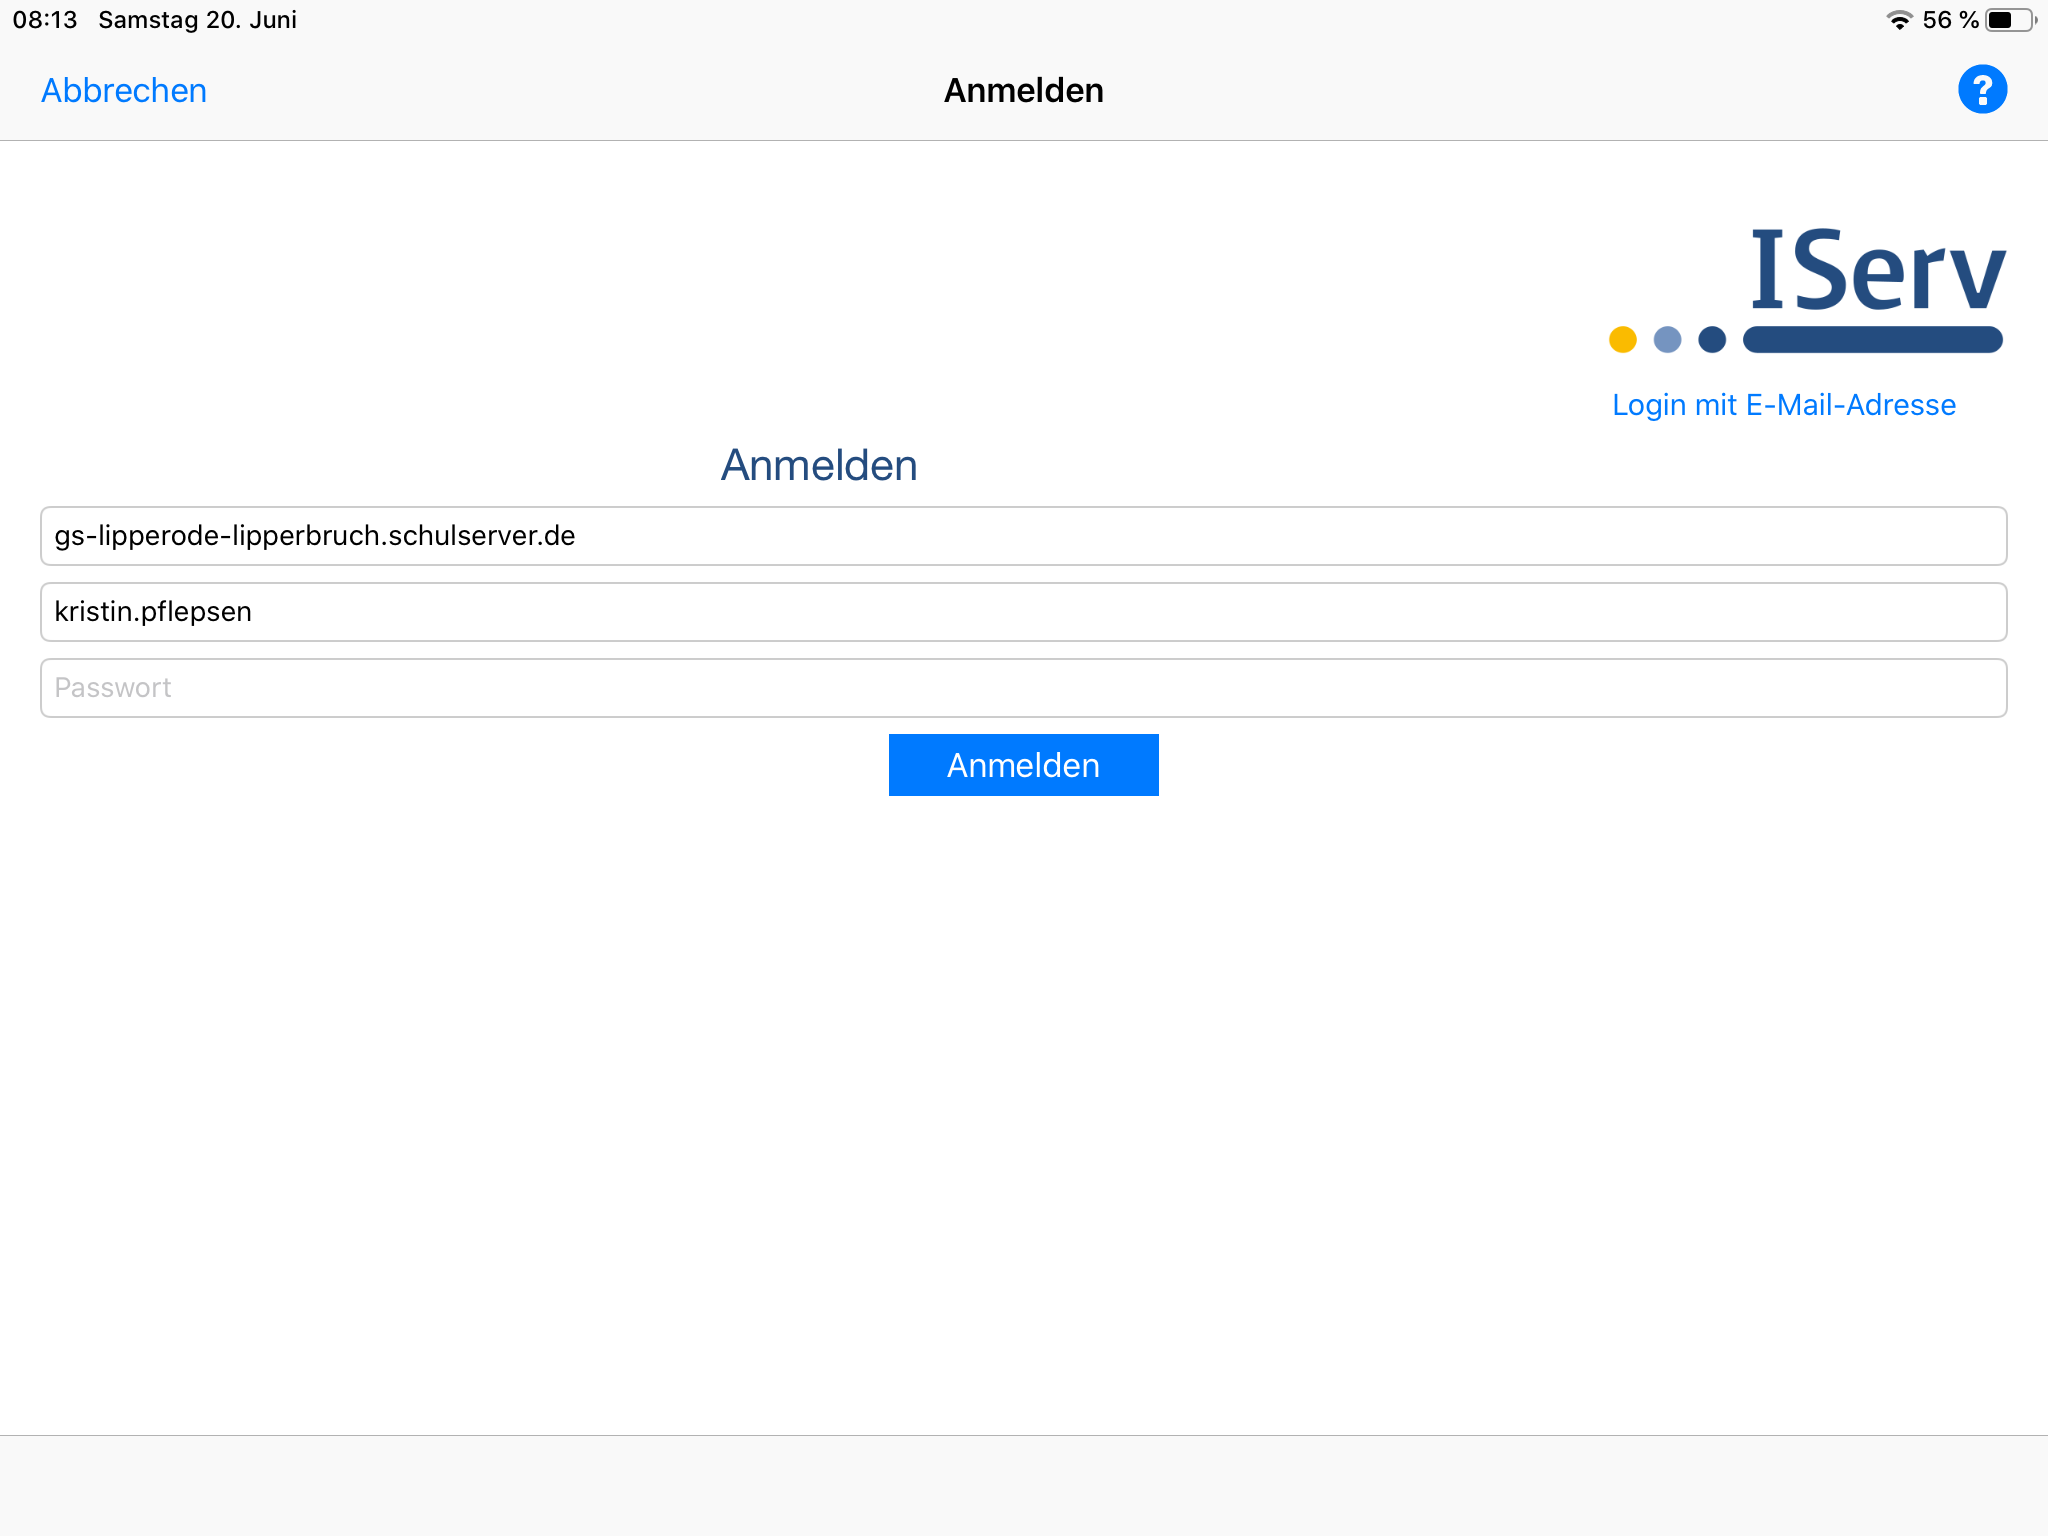 08:13 Samstag 20. Juni 56 %
Abbrechen Anmelden ?
IServ
Login mit E-Mail-Adresse
Anmelden
gs-lipperode-lipperbruch.schulserver.de
kristin.pflepsen
Passwort
Anmelden